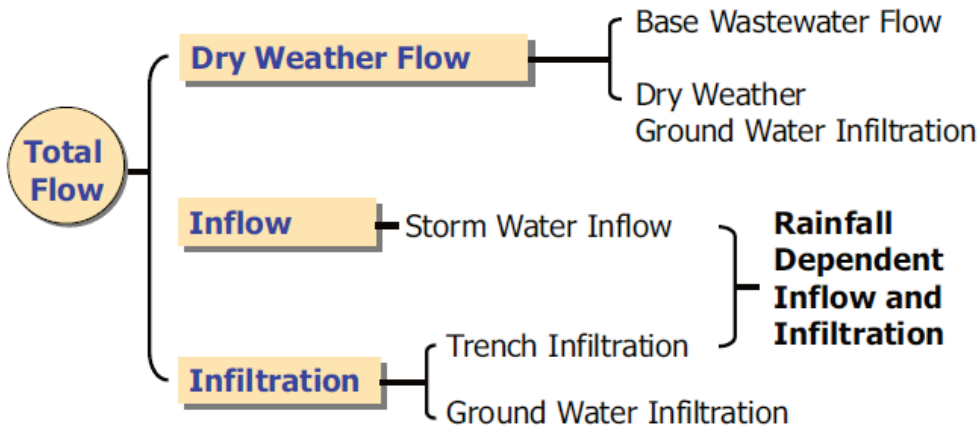 Total
Flow
Dry Weather Flow
Base Wastewater Flow
Dry Weather
Ground Water Infiltration
Inflow
Storm Water Inflow
Infiltration
Trench Infiltration
Ground Water Infiltration
Rainfall
Dependent
Inflow and
Infiltration